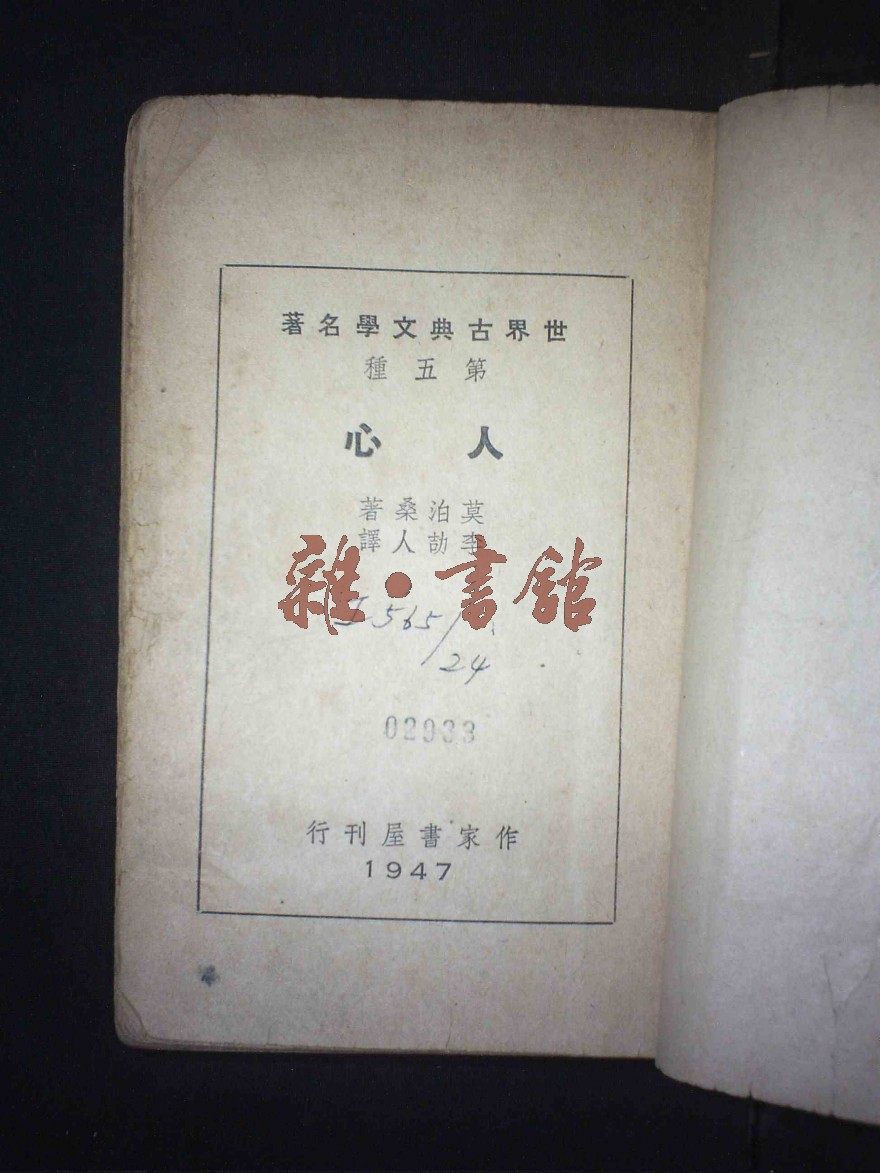 世界古典文學名著
第五種
人心
莫泊桑著
李劼人譯
雜·書館
I 565/
24
02933
作家書屋刊行
1947